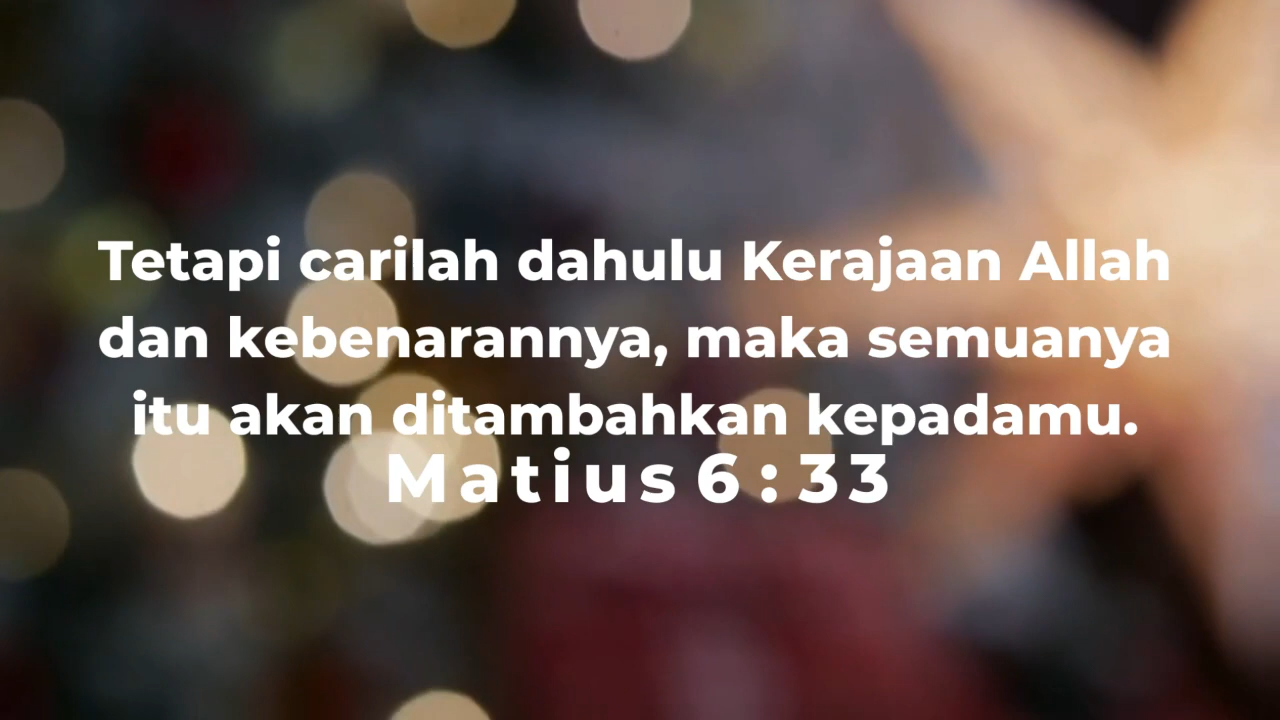 Tetapi carilah dahulu Kerajaan Allah
dan kebenarannya, maka semuanya
itu akan ditambahkan kepadamu.
Matius 6 : 33